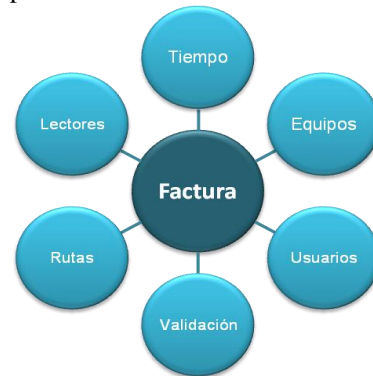 Tiempo
Lectores
Equipos
Factura
Rutas
Usuarios
Validación